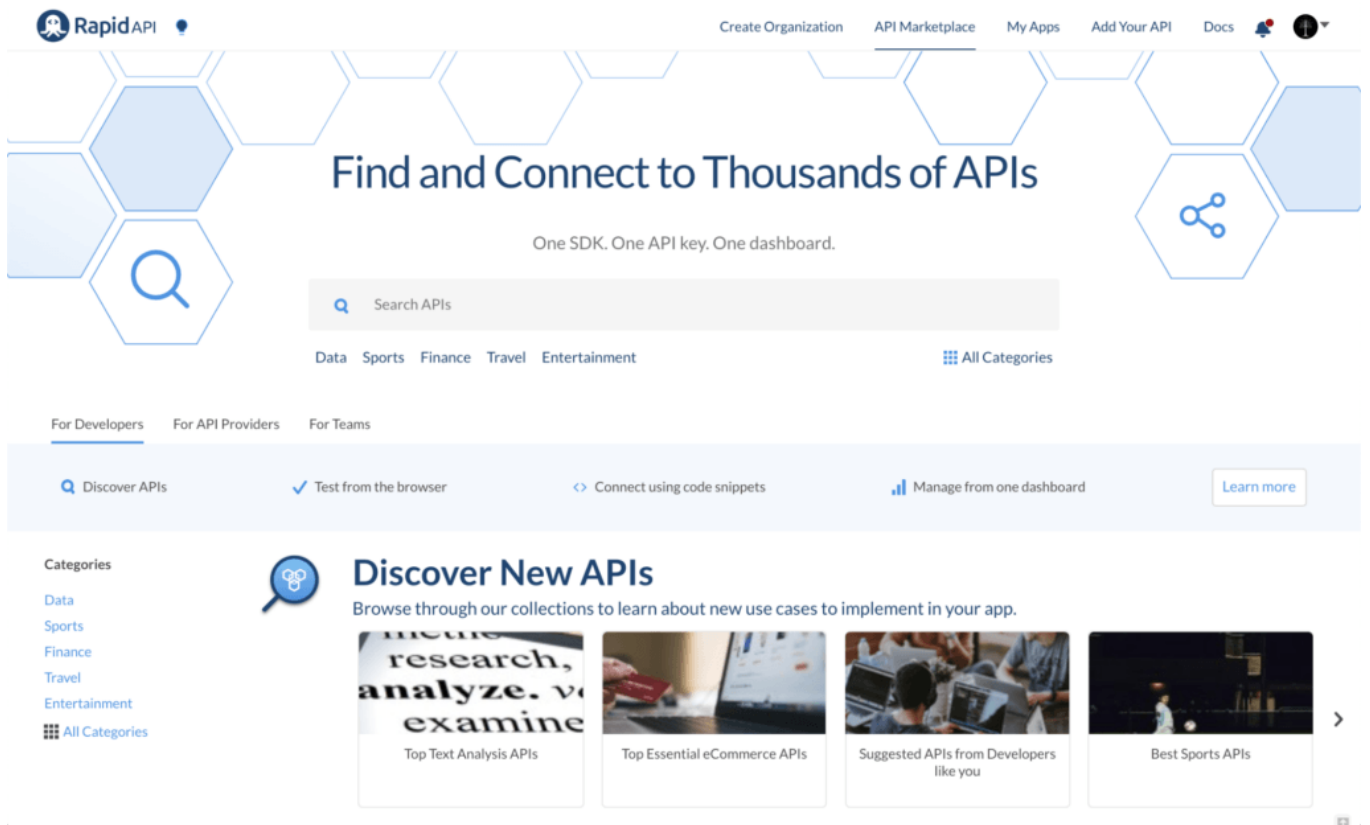 Rapid API
Create Organization API Marketplace My Apps Add Your API Docs
Find and Connect to Thousands of APIs
One SDK. One API key. One dashboard.
Search APIs
Data Sports Finance Travel Entertainment All Categories
For Developers For API Providers For Teams
Discover APIs Test from the browser Connect using code snippets Manage from one dashboard Learn more
Categories
Data
Sports
Finance
Travel
Entertainment
All Categories
Discover New APIs
Browse through our collections to learn about new use cases to implement in your app.
research,
analyze.
examine
Top Text Analysis APIs
Top Essential eCommerce APIs
Suggested APIs from Developers
like you
Best Sports APIs